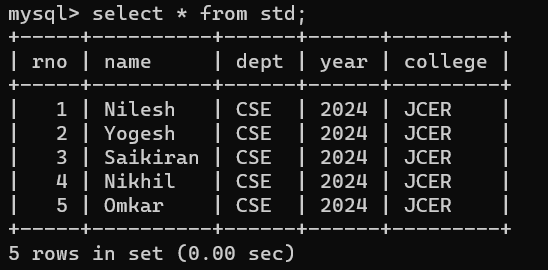 mysql> select * from std;
+-----+----------+------+------+---------+
| rno | name     | dept | year | college |
+-----+----------+------+------+---------+
|   1 | Nilesh   | CSE  | 2024 | JCER    |
|   2 | Yogesh   | CSE  | 2024 | JCER    |
|   3 | Saikiran | CSE  | 2024 | JCER    |
|   4 | Nikhil   | CSE  | 2024 | JCER    |
|   5 | Omkar    | CSE  | 2024 | JCER    |
+-----+----------+------+------+---------+
5 rows in set (0.00 sec)